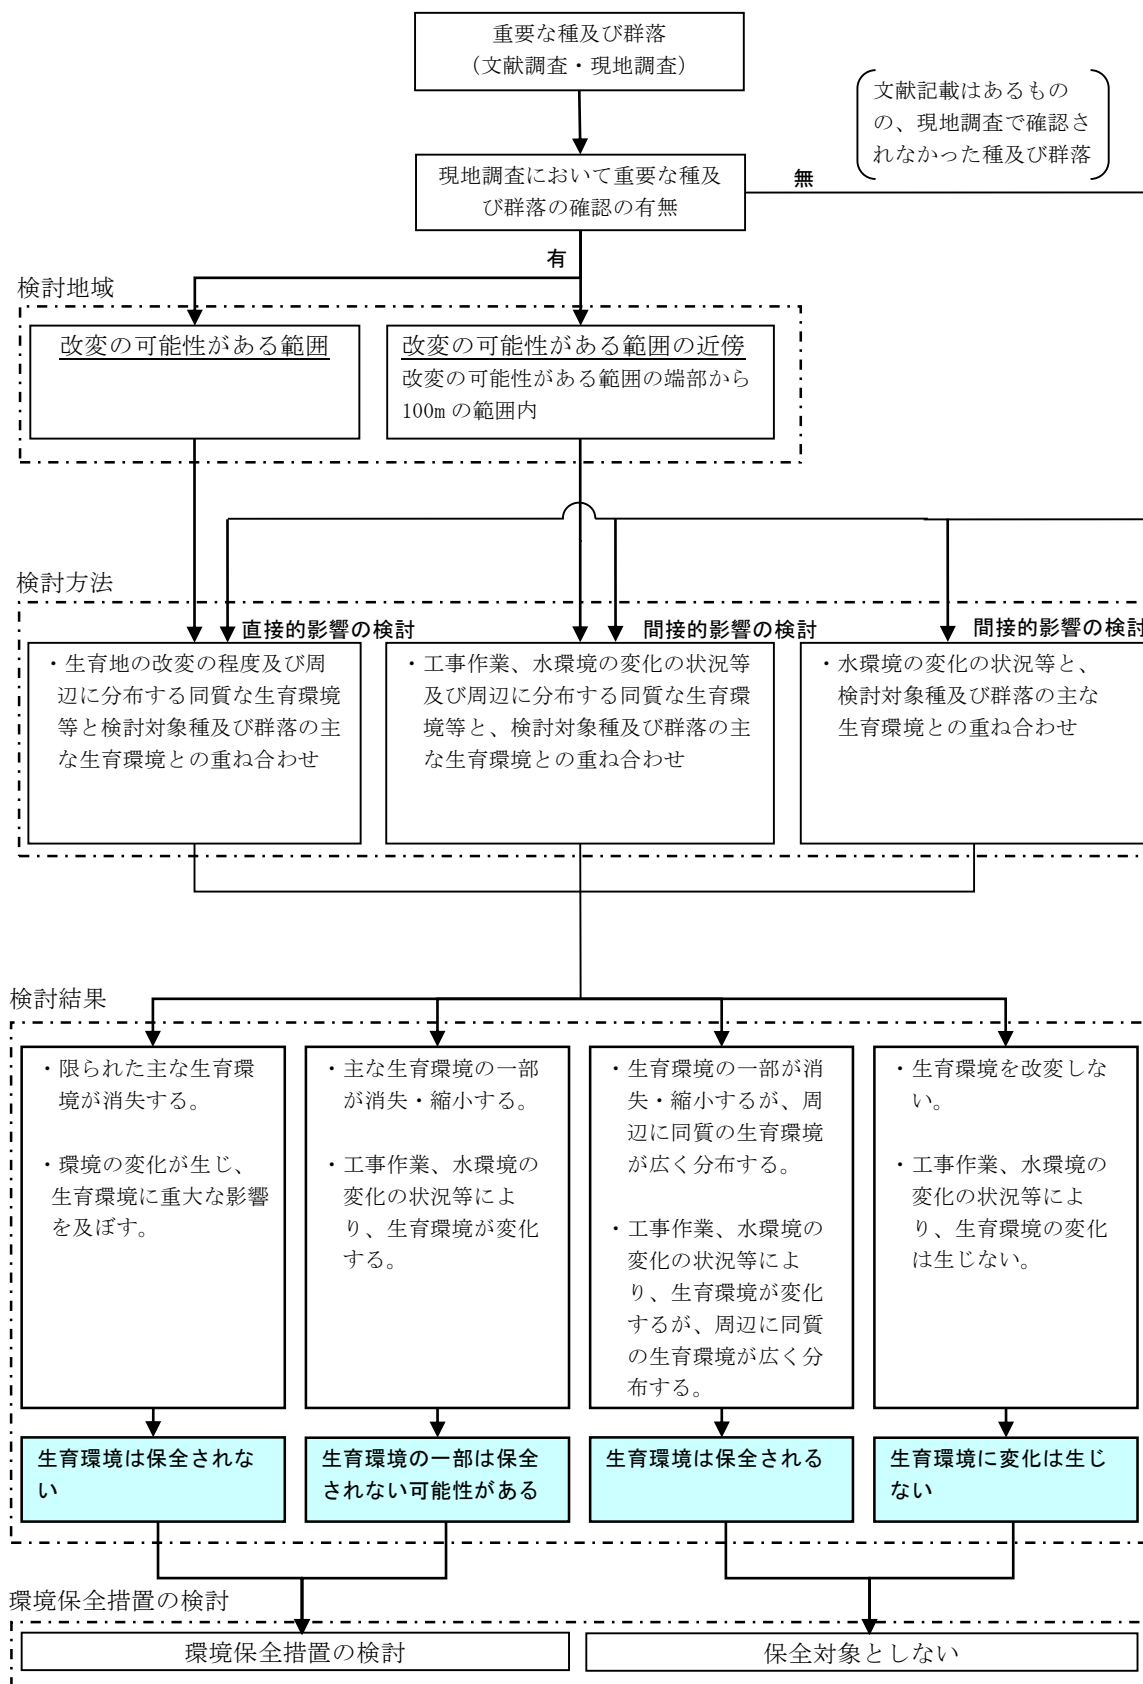 重要な種及び群落
（文献調査・現地調査）
文献記載はあるもの
の、現地調査で確認さ
れなかった種及び群落
現地調査において重要な種及
び群落の確認の有無
無
有
検討地域
改変の可能性がある範囲
改変の可能性がある範囲の近傍
改変の可能性がある範囲の端部から
100m の範囲内
検討方法
直接的影響の検討
・生育地の改変の程度及び周
辺に分布する同質な生育環境
等と検討対象種及び群落の主
な生育環境との重ね合わせ
間接的影響の検討
・工事作業、水環境の変化の状況等
及び周辺に分布する同質な生育環
境等と、検討対象種及び群落の主
な生育環境との重ね合わせ
間接的影響の検討
・水環境の変化の状況等と、
検討対象種及び群落の主な
生育環境との重ね合わせ
検討結果
・限られた主な生育環
境が消失する。
・環境の変化が生じ、
生育環境に重大な影響
を及ぼす。
・主な生育環境の一部
が消失・縮小する。
・工事作業、水環境の
変化の状況等によ
り、生育環境が変化
する。
・生育環境の一部が消
失・縮小するが、周
辺に同質の生育環境
が広く分布する。
・工事作業、水環境の
変化の状況等によ
り、生育環境が変化
するが、周辺に同質
の生育環境が広く分
布する。
・生育環境を改変しな
い。
・工事作業、水環境の
変化の状況等によ
り、生育環境の変化
は生じない。
生育環境は保全されな
い
生育環境の一部は保全
されない可能性がある
生育環境は保全される
生育環境に変化は生じ
ない
環境保全措置の検討
環境保全措置の検討
保全対象としない